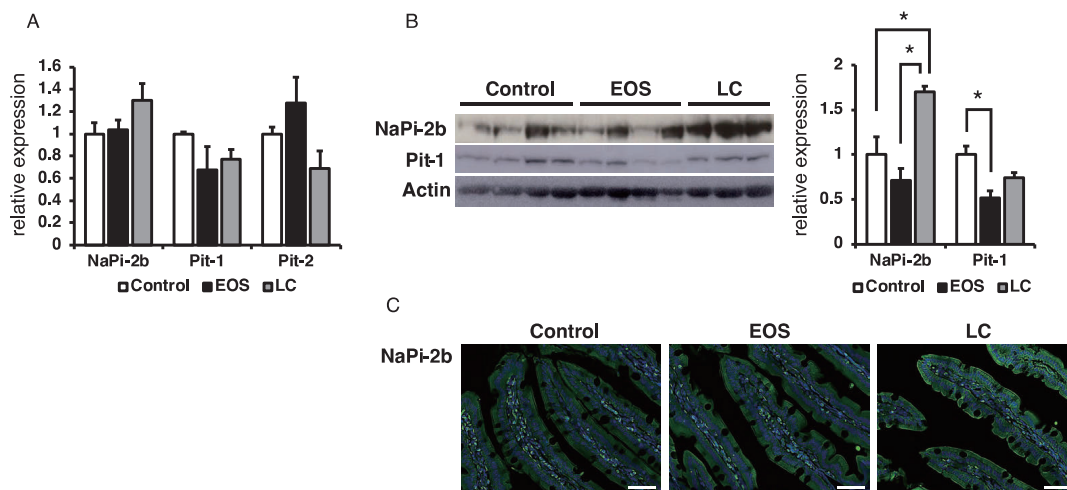 A
relative expression
1.6
1.4
1.2
1
0.8
0.6
0.4
0.2
0
NaPi-2b Pit-1 Pit-2
Control EOS LC
B
Control EOS LC
NaPi-2b
Pit-1
Actin
relative expression
2
1.5
1
0.5
0
* 
*
*
NaPi-2b Pit-1
Control EOS LC
C
Control EOS LC
NaPi-2b